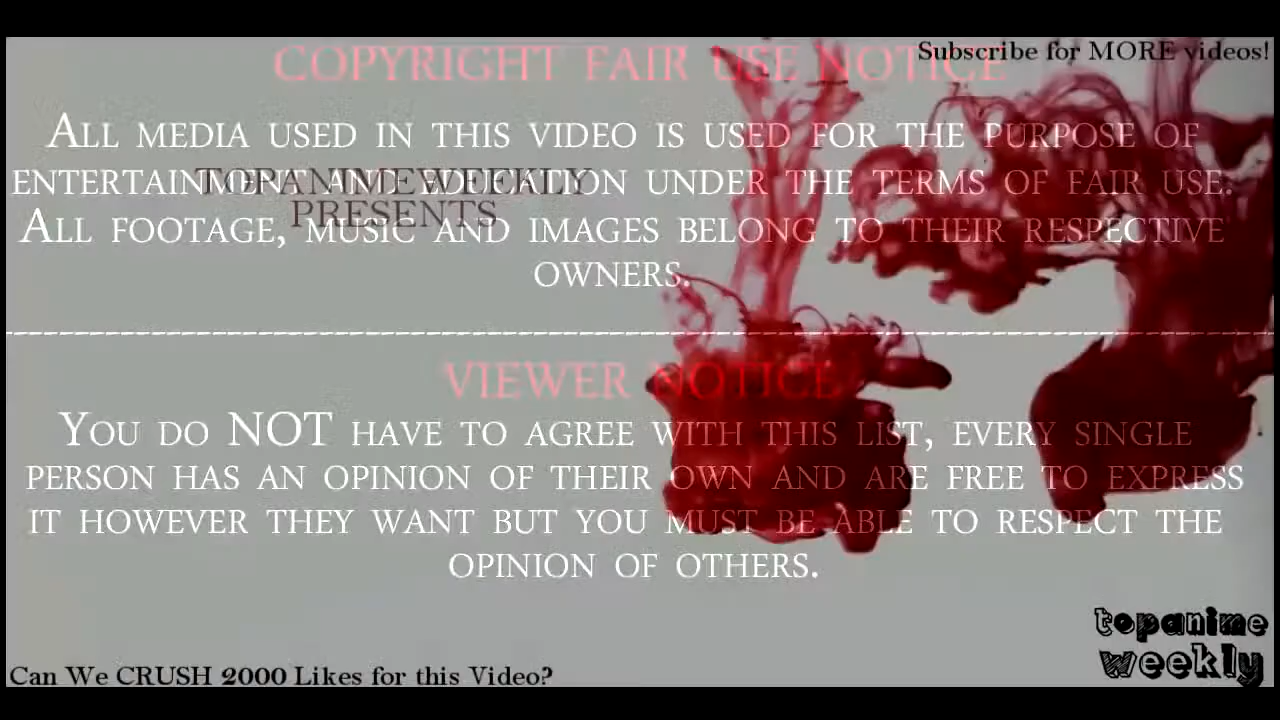 Subscribe for MORE videos!
COPYRIGHT FAIR USE NOTICE
ALL MEDIA USED IN THIS VIDEO IS USED FOR THE PURPOSE OF
ENTERTAINMENT AND EDUCATION UNDER THE TERMS OF FAIR USE.
TOPANIMEWEEKLY
PRESENTS
ALL FOOTAGE, MUSIC AND IMAGES BELONG TO THEIR RESPECTIVE
OWNERS.
VIEWER NOTICE
YOU DO NOT HAVE TO AGREE WITH THIS LIST, EVERY SINGLE
PERSON HAS AN OPINION OF THEIR OWN AND ARE FREE TO EXPRESS
IT HOWEVER THEY WANT BUT YOU MUST BE ABLE TO RESPECT THE
OPINION OF OTHERS.
topanime
weekly
Can We CRUSH 2000 Likes for this Video?